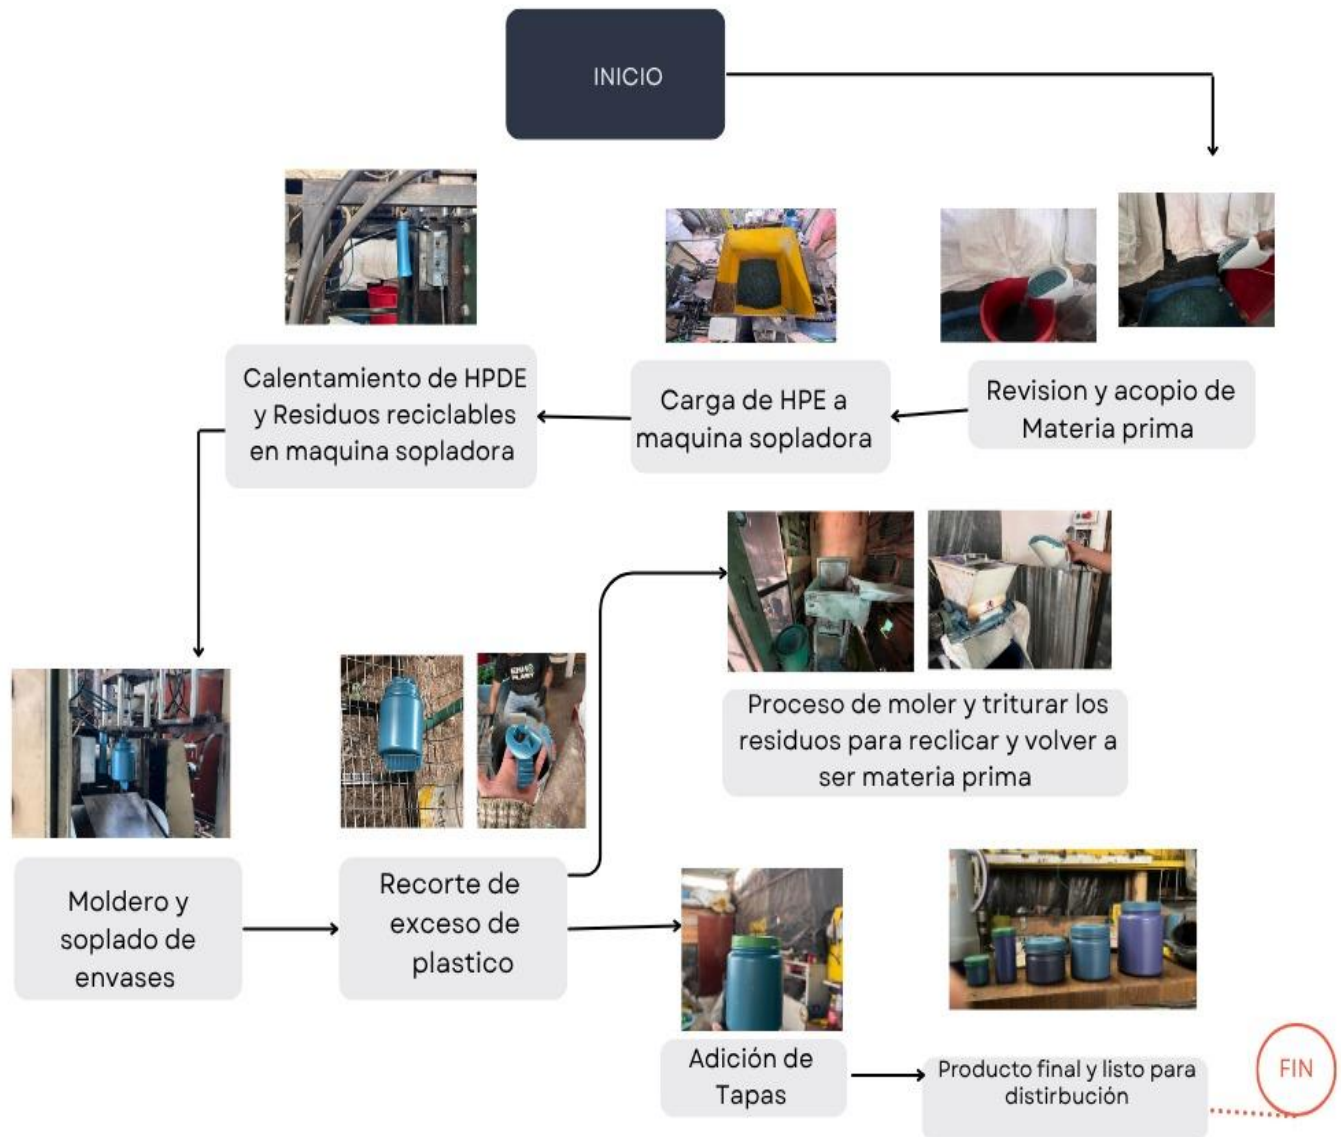 INICIO
Calentamiento de HPDE
y Residuos reciclables
en maquina sopladora
Carga de HPE a
maquina sopladora
Revision y acopio de
Materia prima
Proceso de moler y triturar los
residuos para reclicar y volver a
ser materia prima
Moldero y
soplado de
envases
Recorte de
exceso de
plastico
Adición de
Tapas
Producto final y listo para
distirbución
FIN